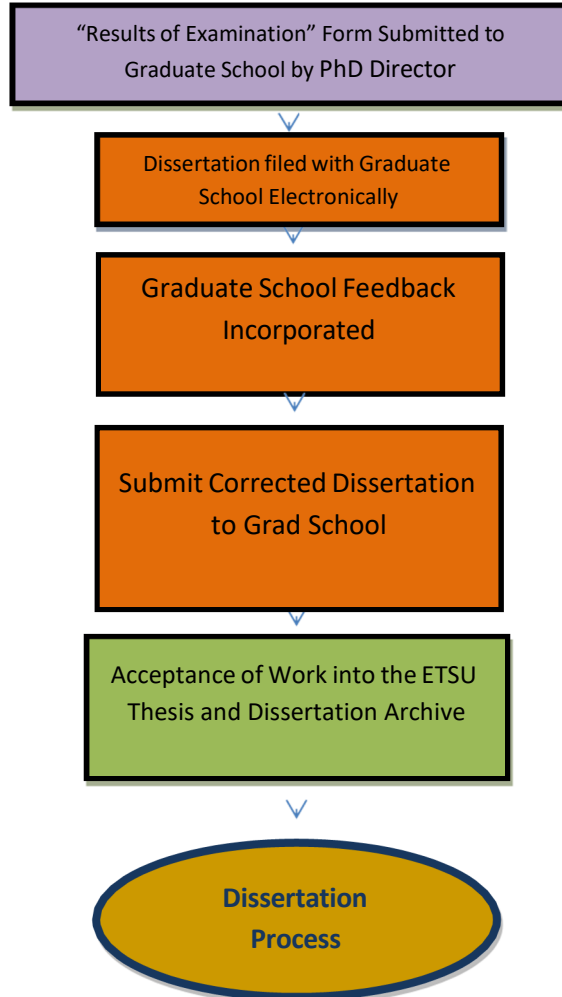 “Results of Examination” Form Submitted to
Graduate School by PhD Director
Dissertation filed with Graduate
School Electronically
Graduate School Feedback
Incorporated
Submit Corrected Dissertation
to Grad School
Acceptance of Work into the ETSU
Thesis and Dissertation Archive
Dissertation
Process